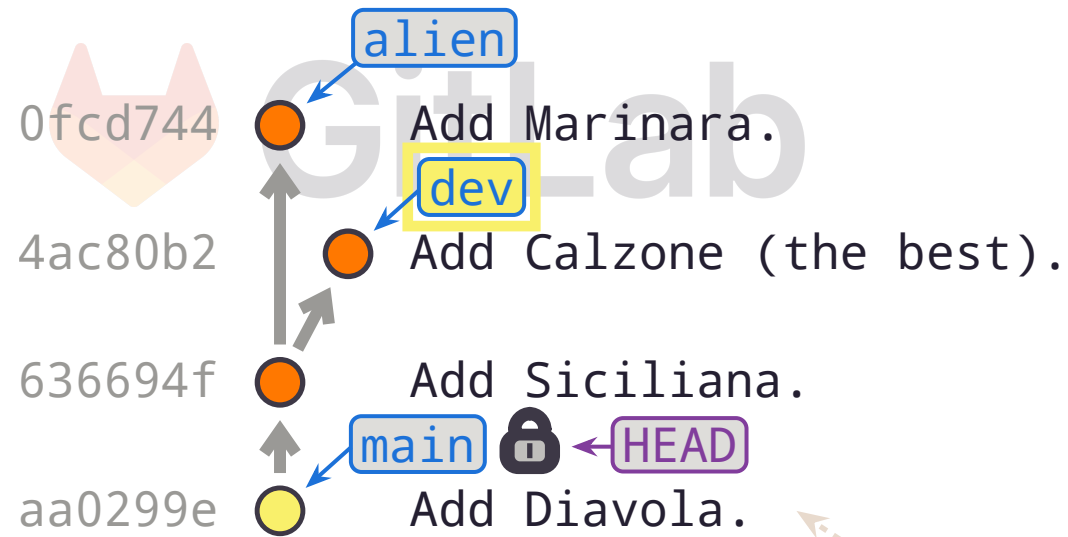 alien
GitLab
0fcd744 Add Marinara.
dev
4ac80b2 Add Calzone (the best).
636694f Add Siciliana.
main HEAD
aa0299e Add Diavola.